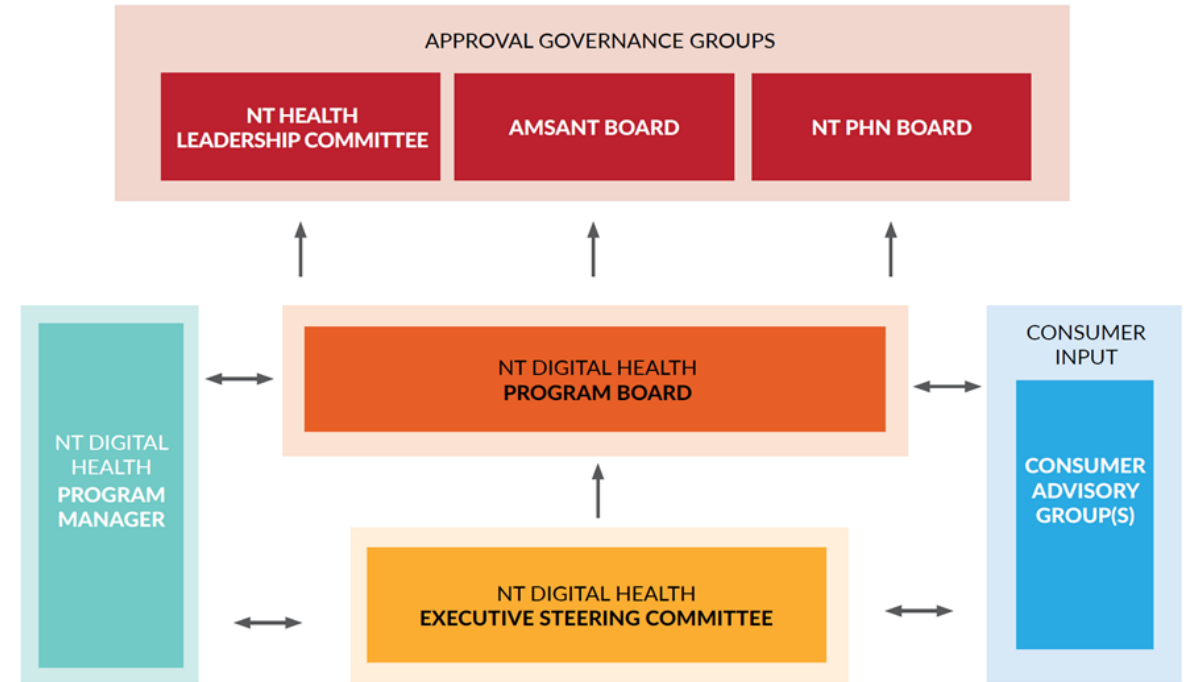 APPROVAL GOVERNANCE GROUPS
NT HEALTH
LEADERSHIP COMMITTEE
AMSANT BOARD
NT PHN BOARD
NT DIGITAL
HEALTH
PROGRAM
MANAGER
NT DIGITAL HEALTH
PROGRAM BOARD
CONSUMER
INPUT
CONSUMER
ADVISORY
GROUP(S)
NT DIGITAL HEALTH
EXECUTIVE STEERING COMMITTEE